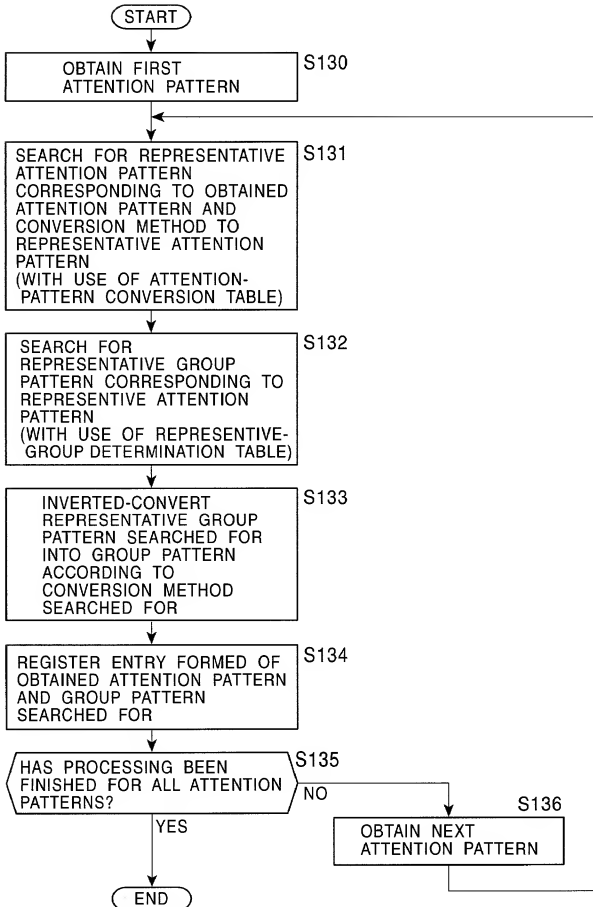 START
OBTAIN FIRST
ATTENTION PATTERN
S130
SEARCH FOR REPRESENTATIVE
ATTENTION PATTERN
CORRESPONDING TO OBTAINED
ATTENTION PATTERN AND
CONVERSION METHOD TO
REPRESENTATIVE ATTENTION
PATTERN
(WITH USE OF ATTENTION-
PATTERN CONVERSION TABLE)
S131
SEARCH FOR
REPRESENTATIVE GROUP
PATTERN CORRESPONDING TO
REPRESENTIVE ATTENTION
PATTERN
(WITH USE OF REPRESENTIVE-
GROUP DETERMINATION TABLE)
S132
INVERTED-CONVERT
REPRESENTATIVE GROUP
PATTERN SEARCHED FOR
INTO GROUP PATTERN
ACCORDING TO
CONVERSION METHOD
SEARCHED FOR
S133
REGISTER ENTRY FORMED OF
OBTAINED ATTENTION PATTERN
AND GROUP PATTERN
SEARCHED FOR
S134
HAS PROCESSING BEEN
FINISHED FOR ALL ATTENTION
PATTERNS?
S135
NO
YES
S136
OBTAIN NEXT
ATTENTION PATTERN
END